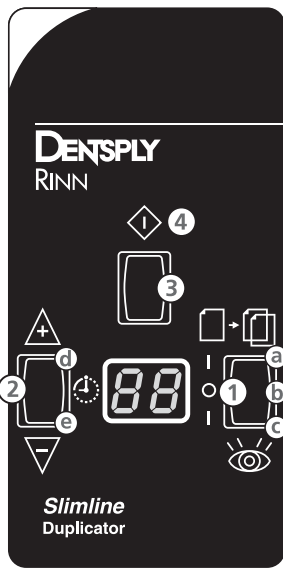 DENTSPLY
RINN
4
3
+
d
a
2
88
1
b
e
c
−
Slimline
Duplicator